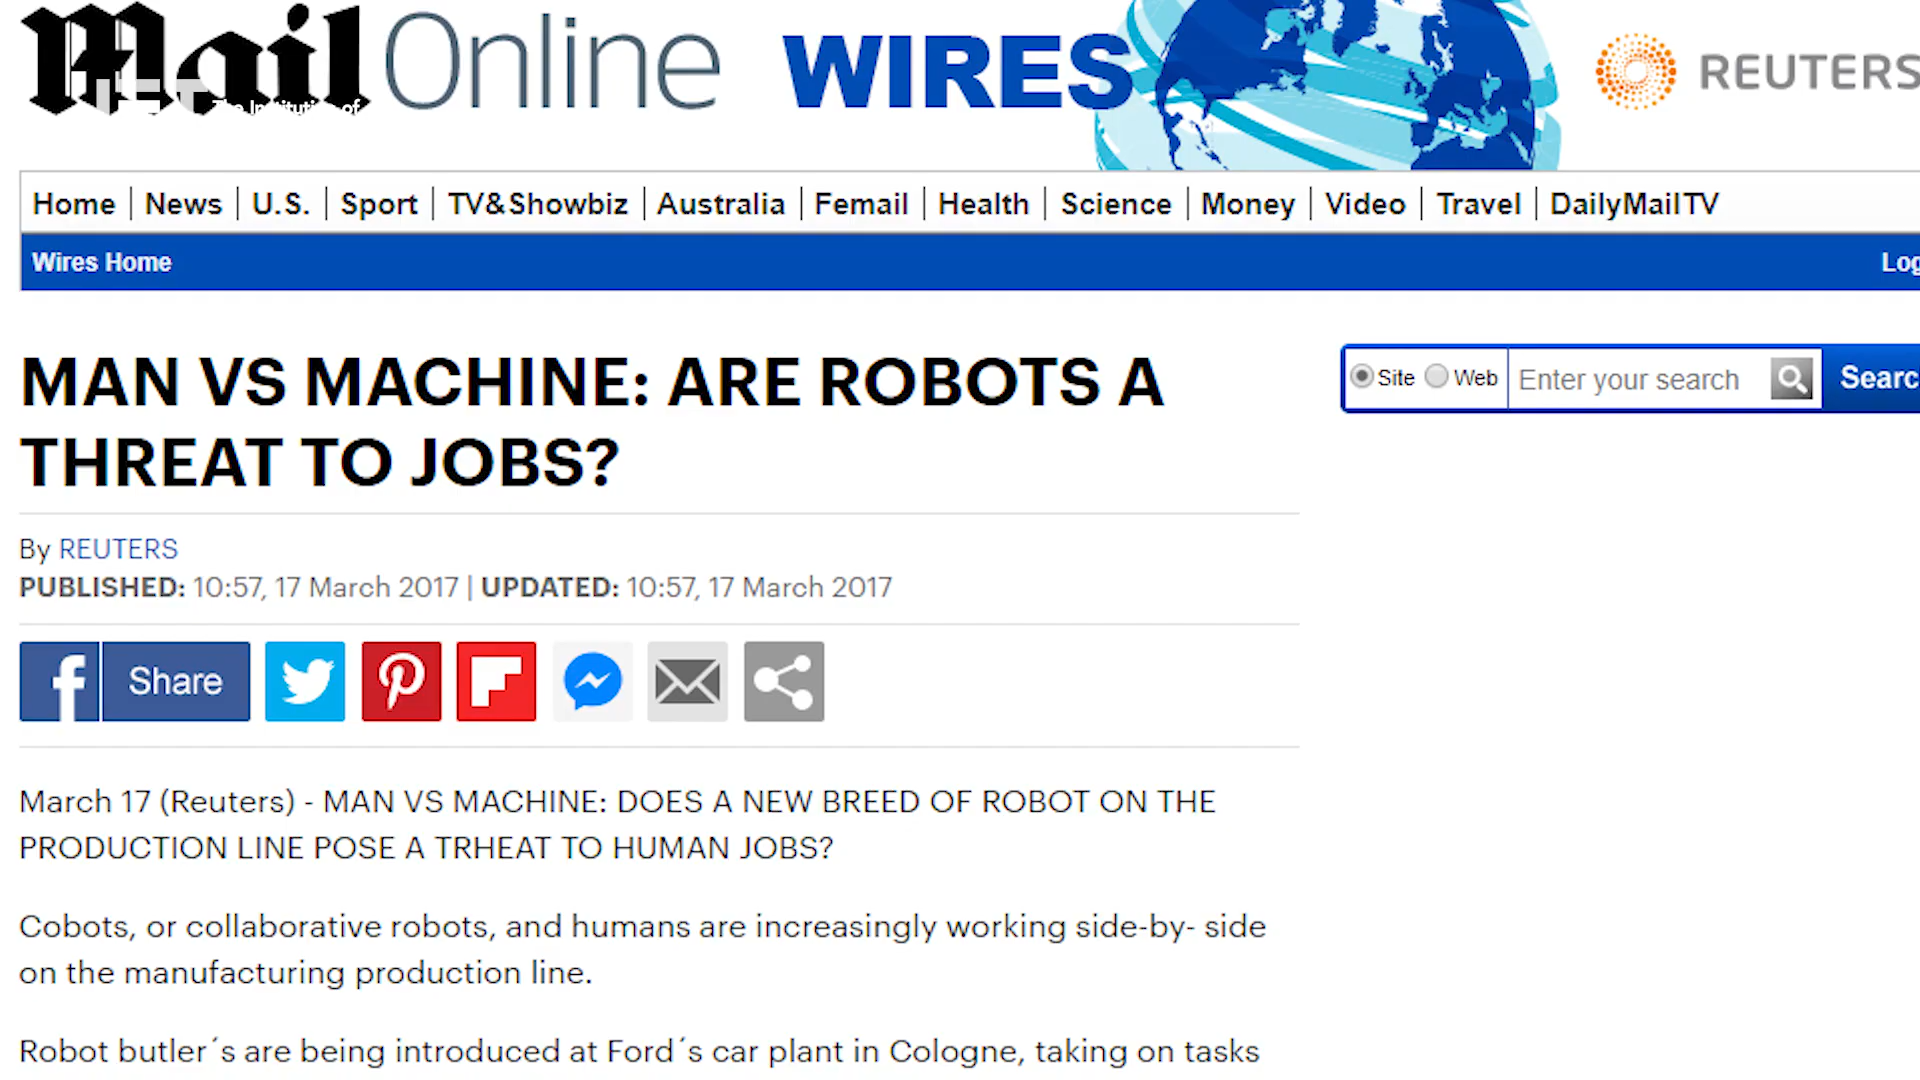 Mail Online WIRES REUTERS
IET The Institution of
Home News U.S. Sport TV&Showbiz Australia Femail Health Science Money Video Travel DailyMailTV
Wires Home
MAN VS MACHINE: ARE ROBOTS A
THREAT TO JOBS?
Site Web Enter your search
By REUTERS
PUBLISHED: 10:57, 17 March 2017 | UPDATED: 10:57, 17 March 2017
Share
March 17 (Reuters) - MAN VS MACHINE: DOES A NEW BREED OF ROBOT ON THE
PRODUCTION LINE POSE A TRHEAT TO HUMAN JOBS?
Cobots, or collaborative robots, and humans are increasingly working side-by- side
on the manufacturing production line.
Robot butler´s are being introduced at Ford´s car plant in Cologne, taking on tasks